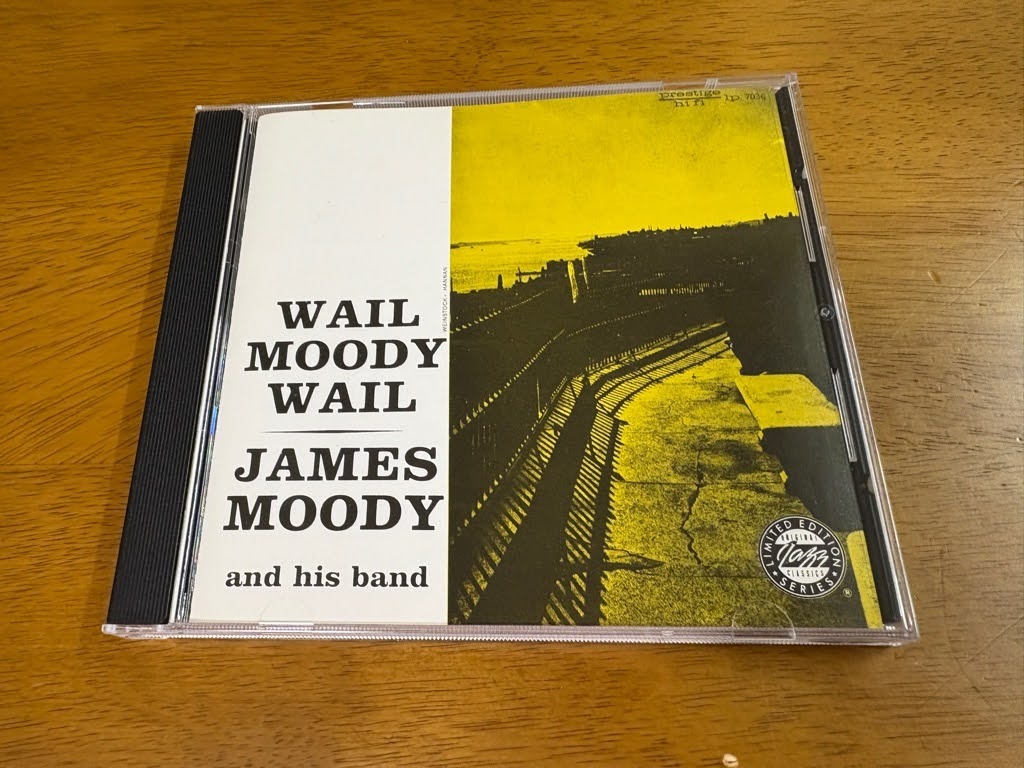 prestige
hi fi lp. 7036
WEINSTOCK · HANNAN
WAIL
MOODY
WAIL
JAMES
MOODY
and his band
LIMITED EDITION
ORIGINAL
Jazz
CLASSICS
SERIES
®